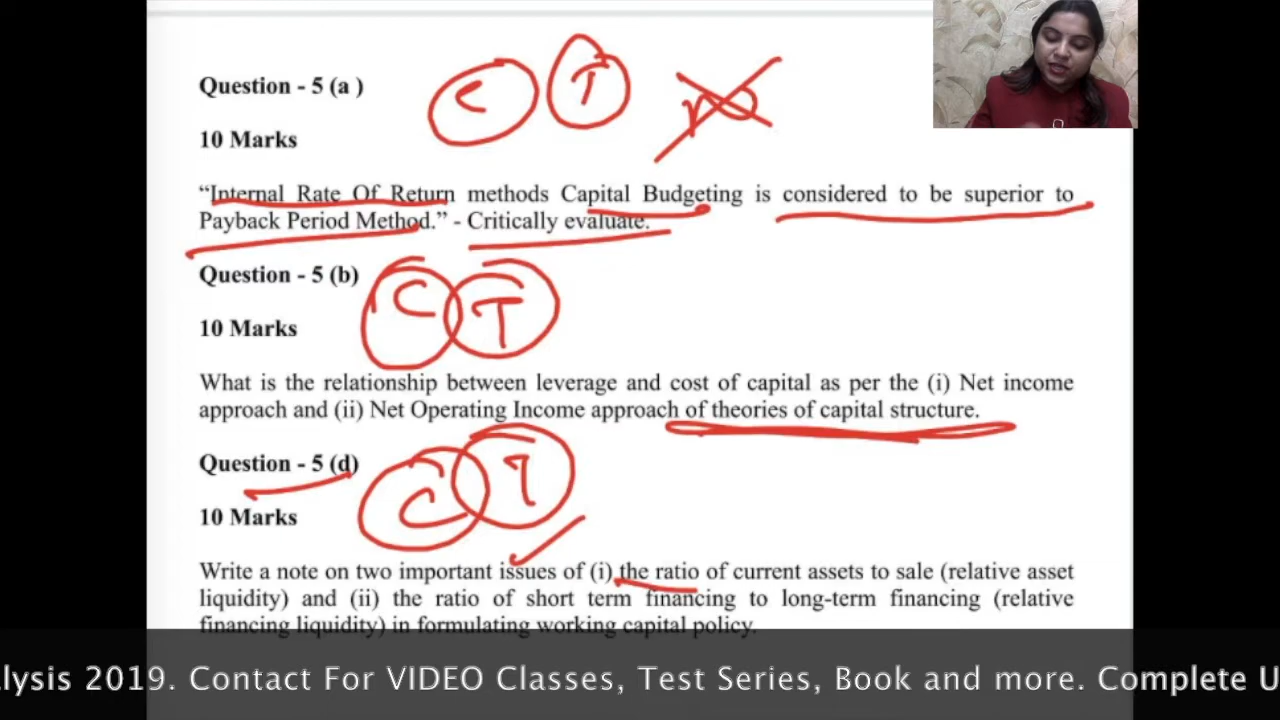 Question - 5 (a )
C T
10 Marks
“Internal Rate Of Return methods Capital Budgeting is considered to be superior to
Payback Period Method.” - Critically evaluate.
Question - 5 (b)
C T
10 Marks
What is the relationship between leverage and cost of capital as per the (i) Net income
approach and (ii) Net Operating Income approach of theories of capital structure.
Question - 5 (d)
C T
10 Marks
Write a note on two important issues of (i) the ratio of current assets to sale (relative asset
liquidity) and (ii) the ratio of short term financing to long-term financing (relative
financing liquidity) in formulating working capital policy.
alysis 2019. Contact For VIDEO Classes, Test Series, Book and more. Complete U